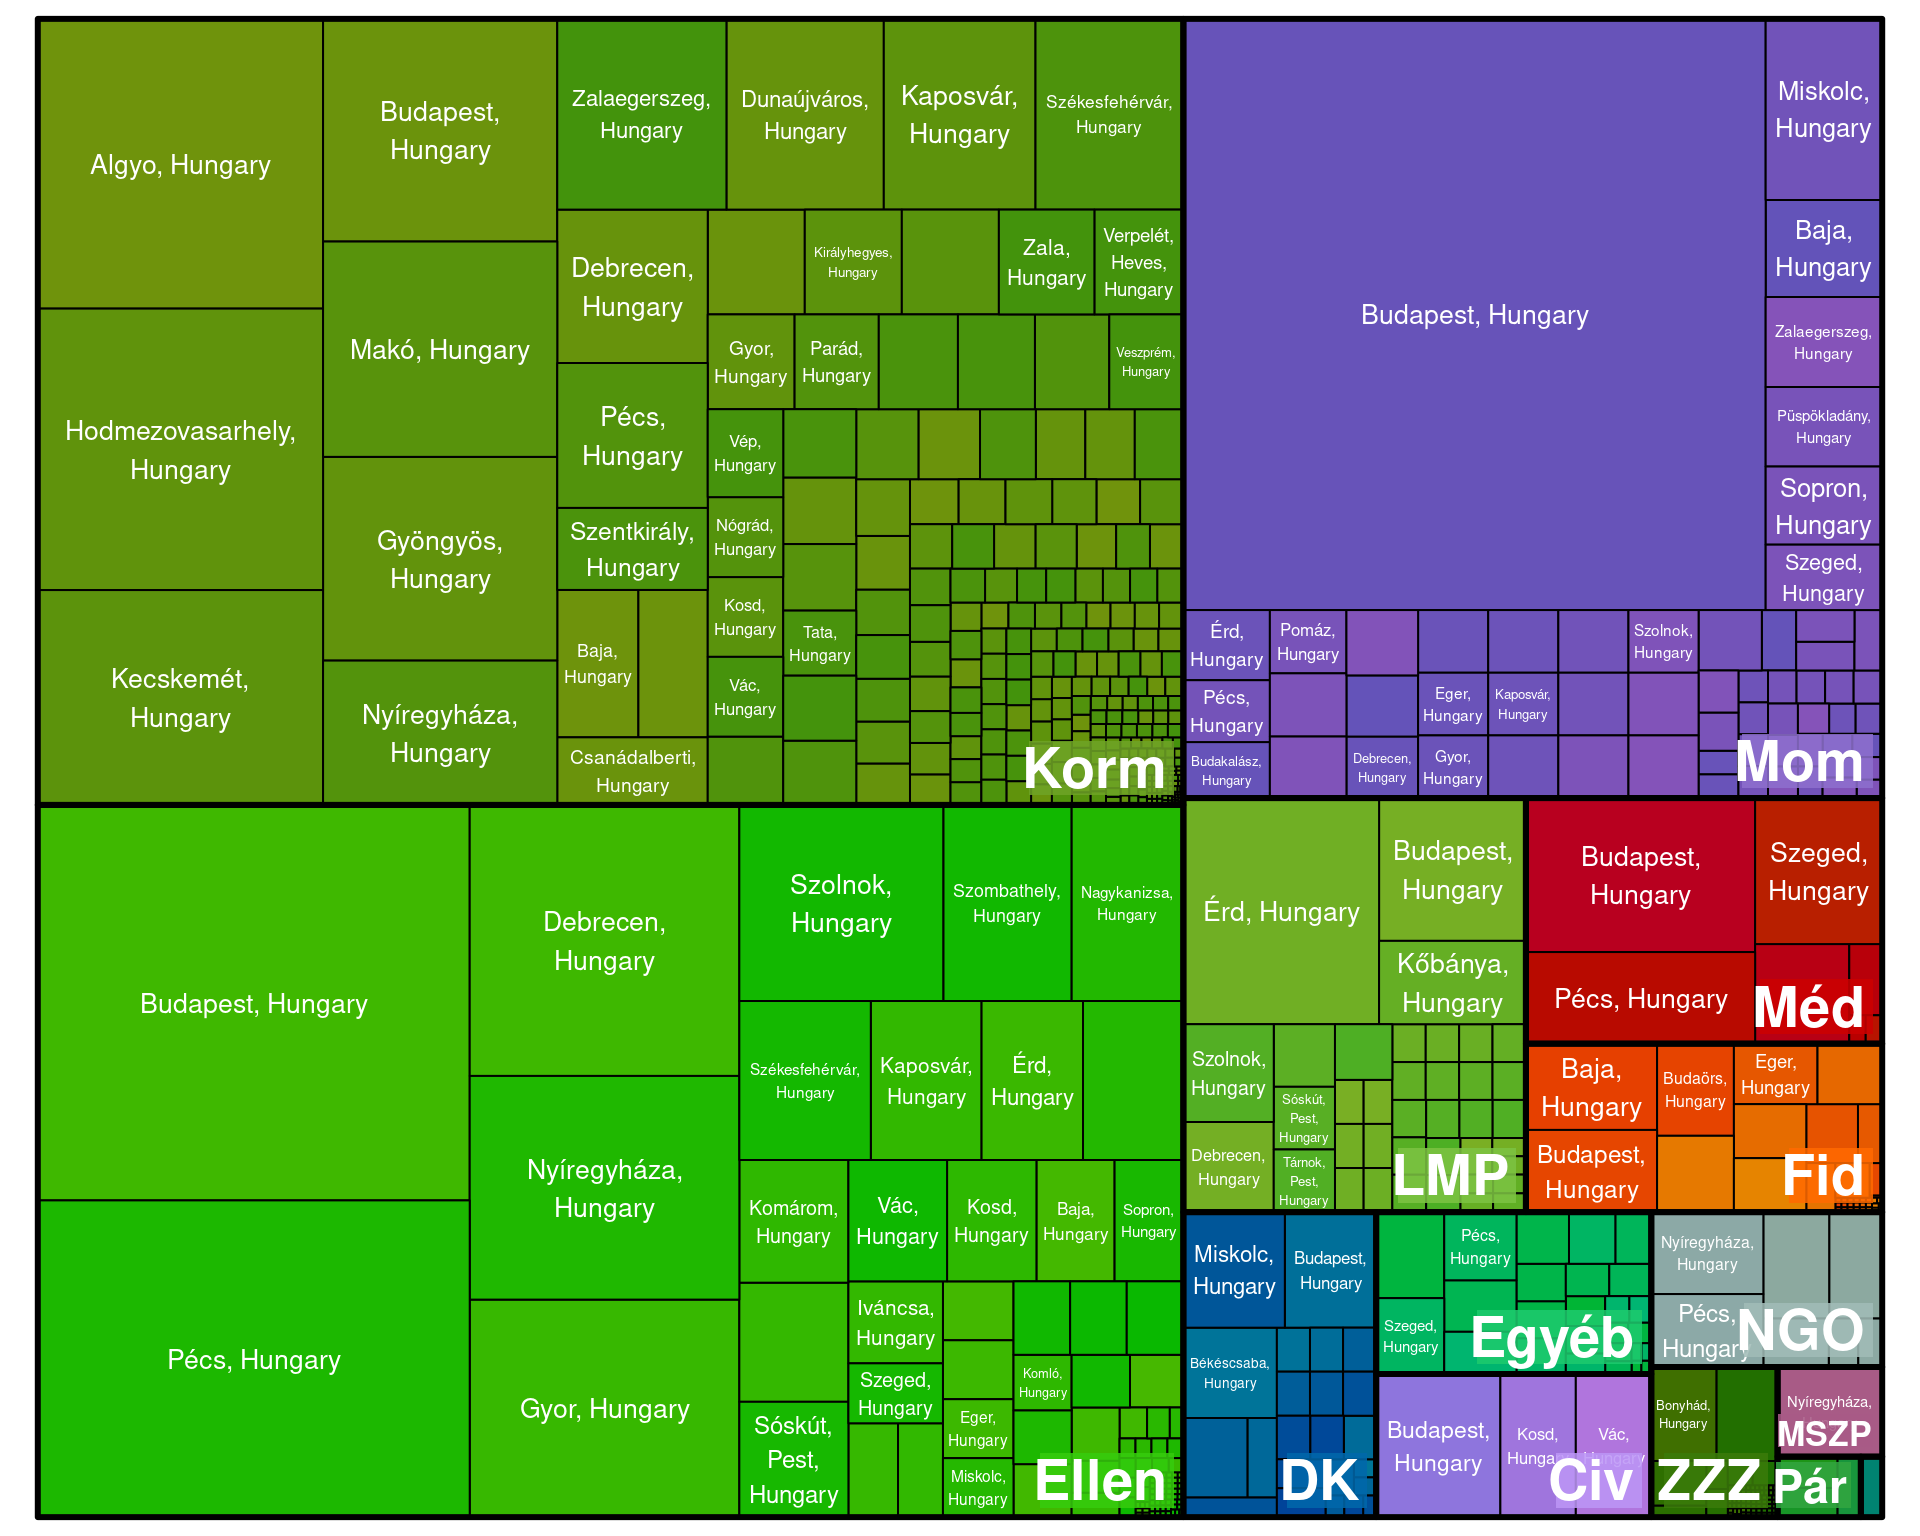 Algyo, Hungary
Hodmezovasarhely,
Hungary
Kecskemét,
Hungary
Budapest,
Hungary
Makó, Hungary
Gyöngyös,
Hungary
Nyíregyháza,
Hungary
Zalaegerszeg,
Hungary
Dunaújváros,
Hungary
Kaposvár,
Hungary
Székesfehérvár,
Hungary
Debrecen,
Hungary
Pécs,
Hungary
Szentkirály,
Hungary
Baja,
Hungary
Csanádalberti,
Hungary
Királyhegyes,
Hungary
Zala,
Hungary
Verpelét,
Heves,
Hungary
Gyor,
Hungary
Parád,
Hungary
Veszprém,
Hungary
Vép,
Hungary
Nógrád,
Hungary
Kosd,
Hungary
Vác,
Hungary
Tata,
Hungary
Korm
Budapest, Hungary
Miskolc,
Hungary
Baja,
Hungary
Zalaegerszeg,
Hungary
Püspökladány,
Hungary
Sopron,
Hungary
Szeged,
Hungary
Érd,
Hungary
Pécs,
Hungary
Budakalász,
Hungary
Pomáz,
Hungary
Debrecen,
Hungary
Eger,
Hungary
Gyor,
Hungary
Kaposvár,
Hungary
Szolnok,
Hungary
Mom
Budapest, Hungary
Pécs, Hungary
Debrecen,
Hungary
Nyíregyháza,
Hungary
Gyor, Hungary
Szolnok,
Hungary
Szombathely,
Hungary
Nagykanizsa,
Hungary
Székesfehérvár,
Hungary
Kaposvár,
Hungary
Érd,
Hungary
Komárom,
Hungary
Vác,
Hungary
Kosd,
Hungary
Baja,
Hungary
Sopron,
Hungary
Sóskút,
Pest,
Hungary
Iváncsa,
Hungary
Szeged,
Hungary
Eger,
Hungary
Miskolc,
Hungary
Komló,
Hungary
Ellen
Érd, Hungary
Budapest,
Hungary
Kőbánya,
Hungary
Szolnok,
Hungary
Debrecen,
Hungary
Sóskút,
Pest,
Hungary
Tárnok,
Pest,
Hungary
LMP
Budapest,
Hungary
Pécs, Hungary
Szeged,
Hungary
Méd
Baja,
Hungary
Budapest,
Hungary
Budaörs,
Hungary
Eger,
Hungary
Fid
Miskolc,
Hungary
Budapest,
Hungary
Békéscsaba,
Hungary
DK
Pécs,
Hungary
Szeged,
Hungary
Egyéb
Nyíregyháza,
Hungary
Pécs,
Hungary
NGO
Budapest,
Hungary
Kosd,
Hungary
Vác,
Hungary
Civ
Bonyhád,
Hungary
ZZZ
Nyíregyháza,
MSZP
Pár